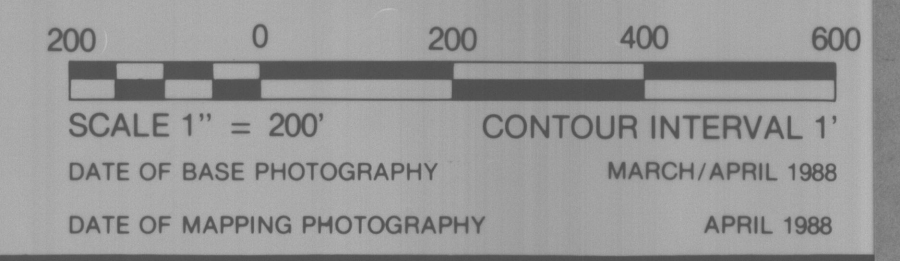 200 0 200 400 600
SCALE 1" = 200' CONTOUR INTERVAL 1'
DATE OF BASE PHOTOGRAPHY MARCH/APRIL 1988
DATE OF MAPPING PHOTOGRAPHY APRIL 1988